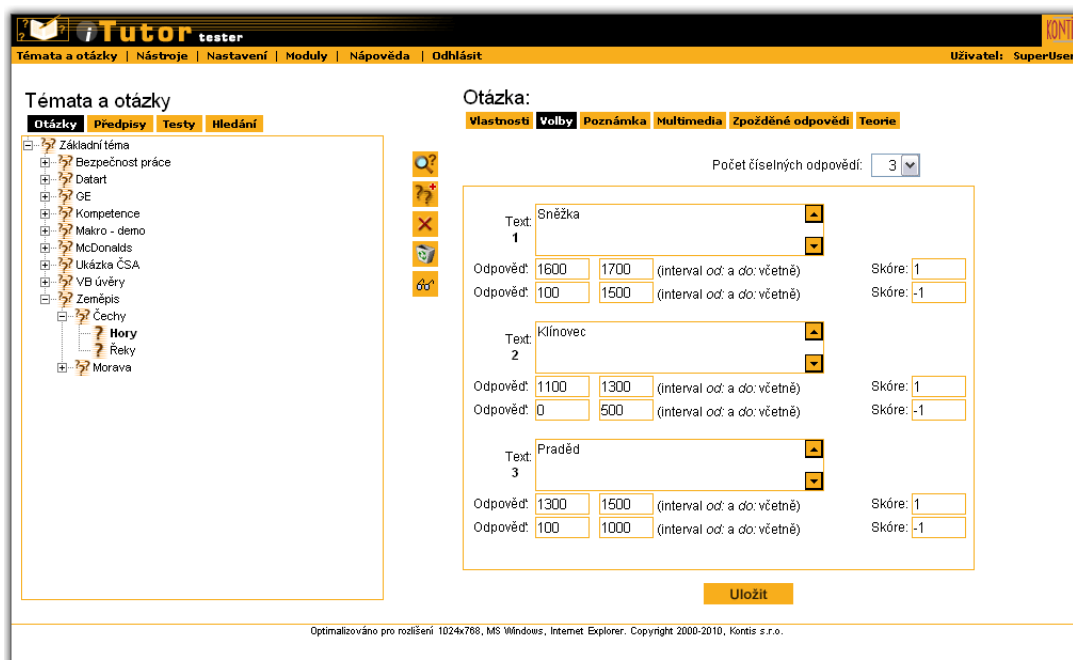 iTutor tester
KONTI
Témata a otázky | Nástroje | Nastavení | Moduly | Nápověda | Odhlásit
Uživatel: SuperUser
Témata a otázky
Otázky Předpisy Testy Hledání
Základní téma
Bezpečnost práce
Datart
GE
Kompetence
Makro - demo
McDonalds
Ukázka ČSA
VB úvěry
Zeměpis
Čechy
Hory
Řeky
Morava
Otázka:
Vlastnosti Volby Poznámka Multimedia Zpožděné odpovědi Teorie
Počet číselných odpovědí: 3
Text: Sněžka
1
Odpověď: 1600 1700 (interval od: a do: včetně) Skóre: 1
Odpověď: 100 1500 (interval od: a do: včetně) Skóre: -1
Text: Klínovec
2
Odpověď: 1100 1300 (interval od: a do: včetně) Skóre: 1
Odpověď: 0 500 (interval od: a do: včetně) Skóre: -1
Text: Praděd
3
Odpověď: 1300 1500 (interval od: a do: včetně) Skóre: 1
Odpověď: 100 1000 (interval od: a do: včetně) Skóre: -1
Uložit
Optimalizováno pro rozlišení 1024x768, MS Windows, Internet Explorer. Copyright 2000-2010, Kontis s.r.o.